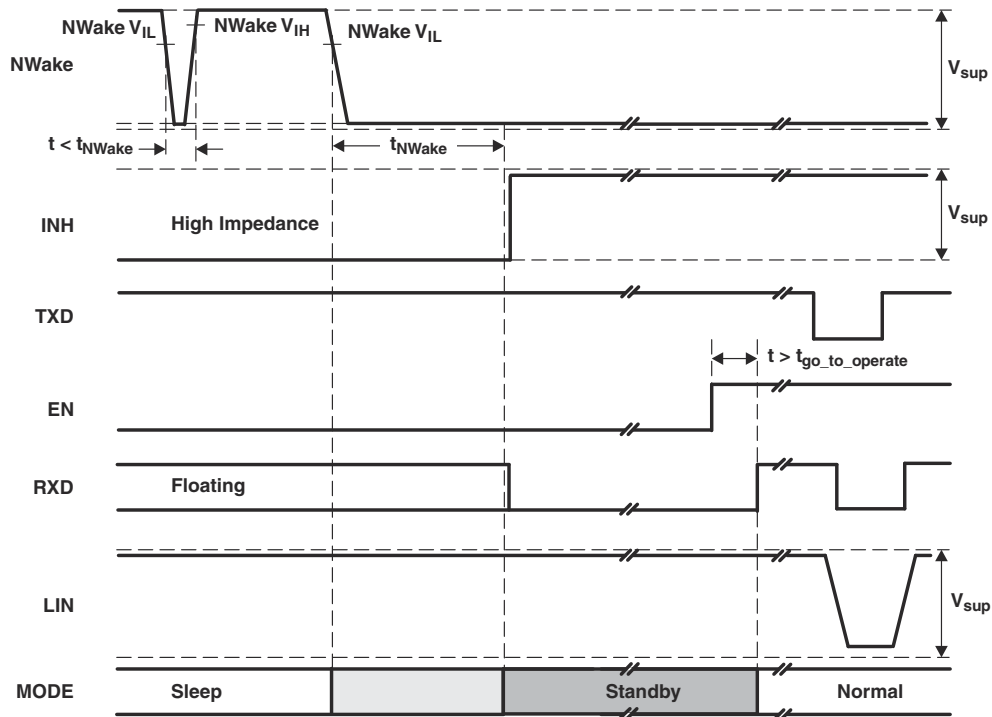 NWake V_IL
NWake V_IH
NWake V_IL
NWake
V_sup
t < t_NWake
t_NWake
INH
High Impedance
V_sup
TXD
t > t_go_to_operate
EN
RXD
Floating
LIN
V_sup
MODE
Sleep
Standby
Normal